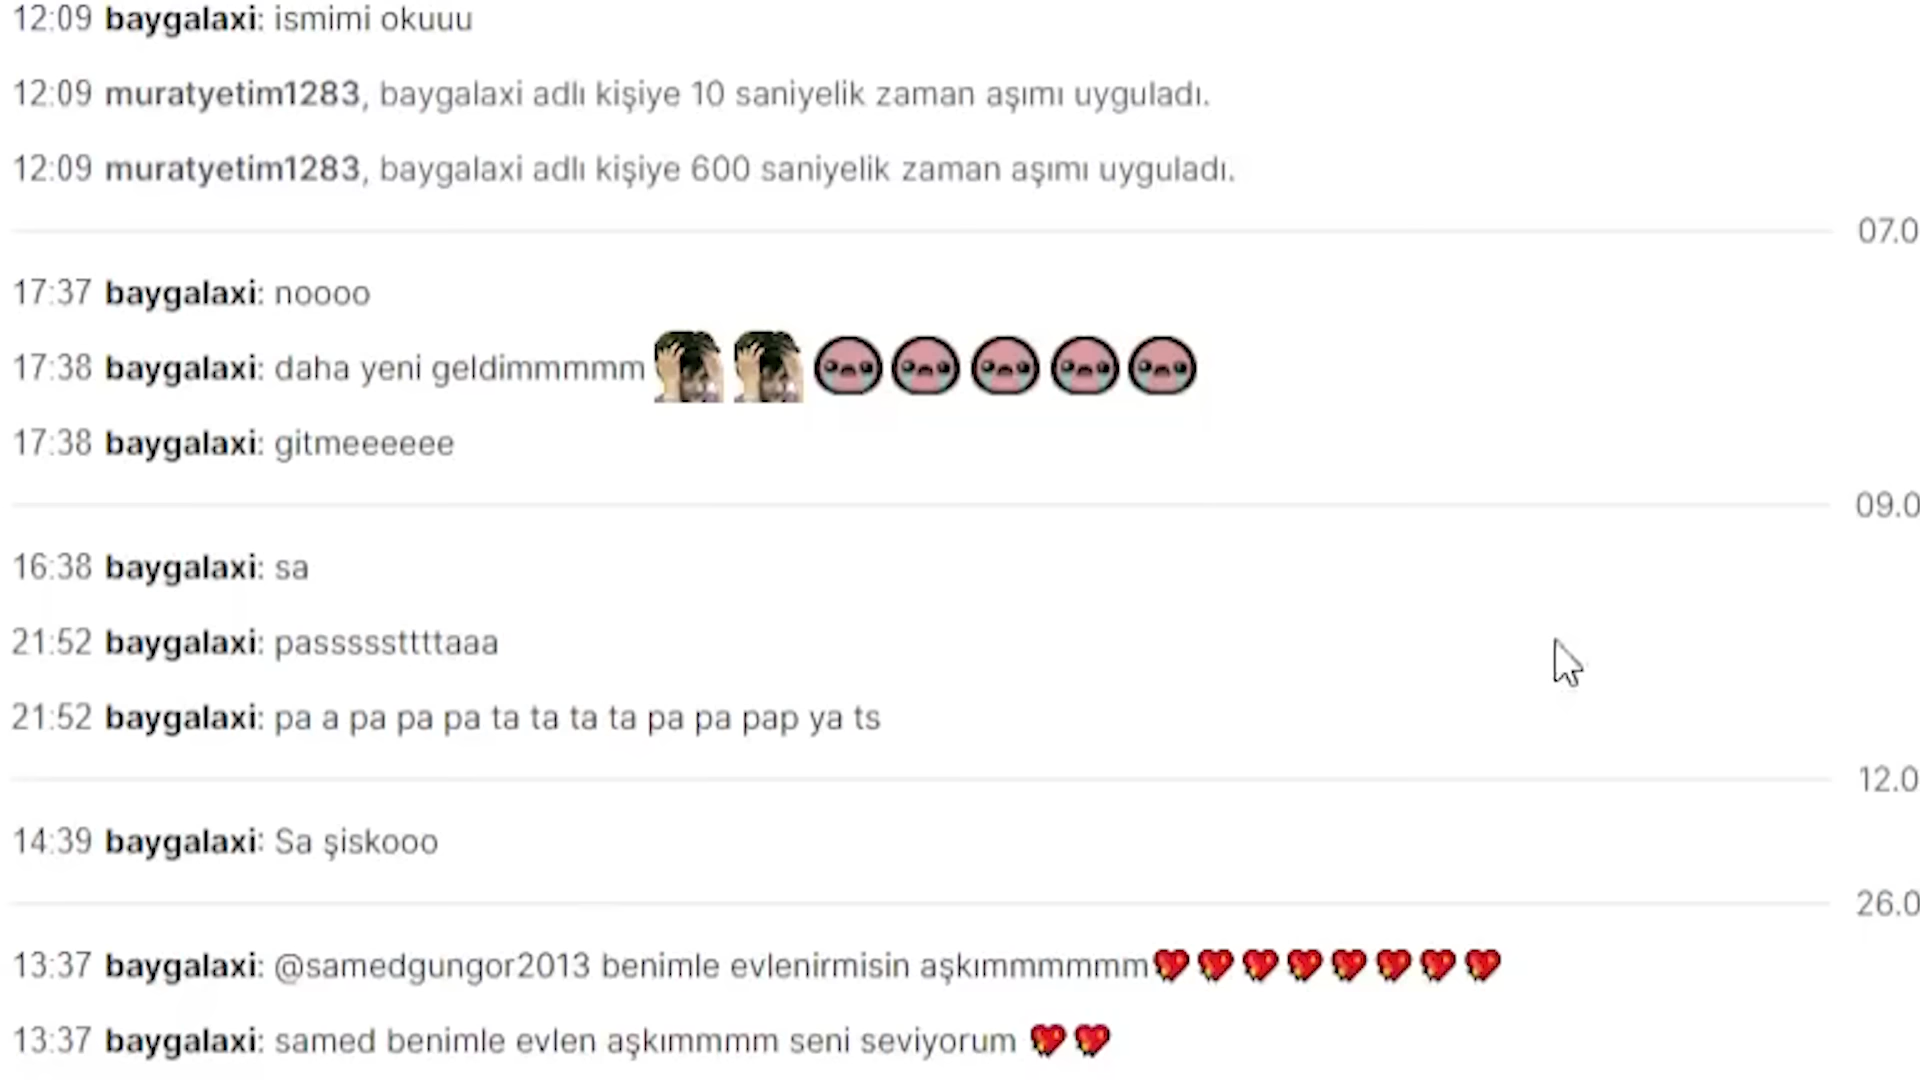 12:09 baygalaxi: ismimi okuuu
12:09 muratyetim1283, baygalaxi adlı kişiye 10 saniyelik zaman aşımı uyguladı.
12:09 muratyetim1283, baygalaxi adlı kişiye 600 saniyelik zaman aşımı uyguladı.
07.0
17:37 baygalaxi: noooo
17:38 baygalaxi: daha yeni geldimmmmm
17:38 baygalaxi: gitmeeeeee
09.0
16:38 baygalaxi: sa
21:52 baygalaxi: passsssttttaaa
21:52 baygalaxi: pa a pa pa pa ta ta ta ta pa pa pap ya ts
12.0
14:39 baygalaxi: Sa şiskooo
26.0
13:37 baygalaxi: @samedgungor2013 benimle evlenirmisin aşkımmmmmm❤❤❤❤❤❤❤❤
13:37 baygalaxi: samed benimle evlen aşkımmmm seni seviyorum ❤❤